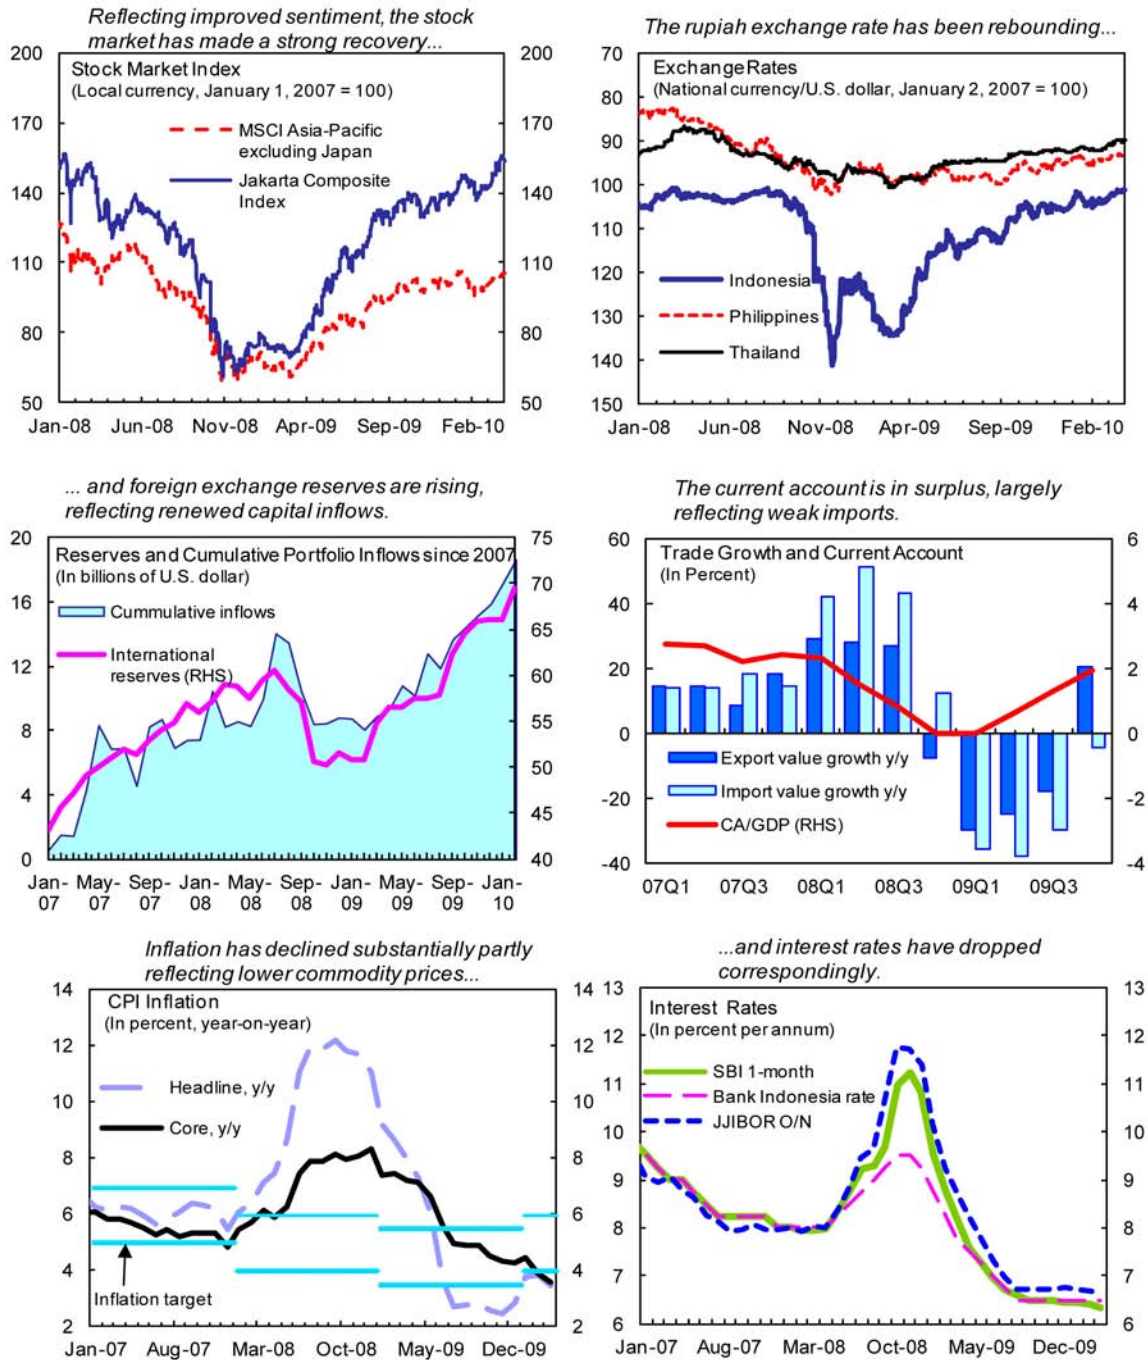 Reflecting improved sentiment, the stock
market has made a strong recovery...
200
200
Stock Market Index
(Local currency, January 1, 2007 = 100)
170
170
MSCI Asia-Pacific
excluding Japan
140
140
Jakarta Composite
Index
110
110
80
80
50
50
Jan-08 Jun-08 Nov-08 Apr-09 Sep-09 Feb-10
The rupiah exchange rate has been rebounding...
70
Exchange Rates
(National currency/U.S. dollar, January 2, 2007 = 100)
80
90
100
110
120
Indonesia
130
Philippines
140
Thailand
150
Jan-08 Jun-08 Nov-08 Apr-09 Sep-09 Feb-10
... and foreign exchange reserves are rising,
reflecting renewed capital inflows.
20
75
Reserves and Cumulative Portfolio Inflows since 2007
(In billions of U.S. dollar)
16
70
Cummulative inflows
65
International
reserves (RHS)
12
60
8
55
50
4
45
0
40
Jan- May- Sep- Jan- May- Sep- Jan- May- Sep- Jan-
07 07 07 08 08 08 09 09 09 10
The current account is in surplus, largely
reflecting weak imports.
60
6
Trade Growth and Current Account
(In Percent)
40
4
20
2
0
0
Export value growth y/y
-20
2
Import value growth y/y
CA/GDP (RHS)
-40
-4
07Q1 07Q3 08Q1 08Q3 09Q1 09Q3
Inflation has declined substantially partly
reflecting lower commodity prices...
14
14
CPI Inflation
(In percent, year-on-year)
12
12
Headline, y/y
10
10
Core, y/y
8
8
6
6
4
4
Inflation target
2
2
Jan-07 Aug-07 Mar-08 Oct-08 May-09 Dec-09
...and interest rates have dropped
correspondingly.
13
13
Interest Rates
(In percent per annum)
12
12
SBI 1-month
11
11
Bank Indonesia rate
JJIBOR O/N
10
10
9
9
8
8
7
7
6
6
Jan-07 Aug-07 Mar-08 Oct-08 May-09 Dec-09